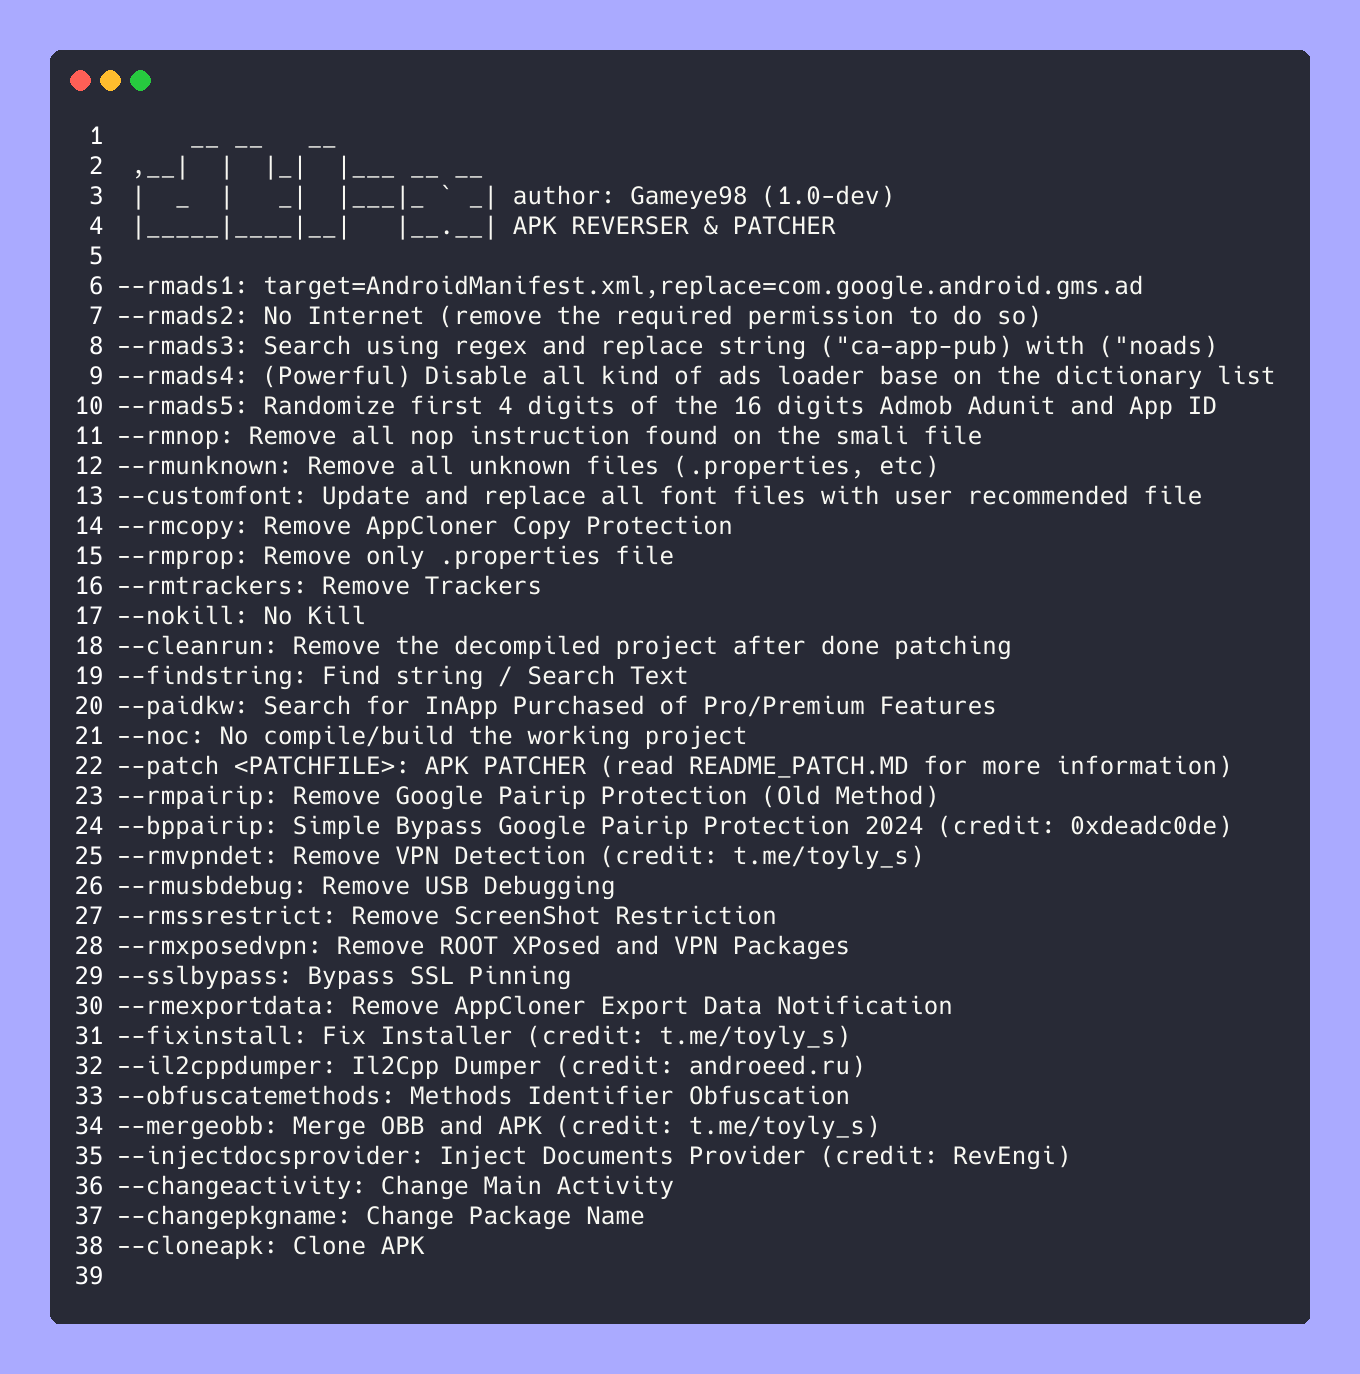 1      __ __   __
2  ,__|  |  |_|  |___ __ __
3  |  _  |   _|  |___|_ ` _| author: Gameye98 (1.0-dev)
4  |_____|____|__|   |__.__| APK REVERSER & PATCHER
5
6 --rmads1: target=AndroidManifest.xml,replace=com.google.android.gms.ad
7 --rmads2: No Internet (remove the required permission to do so)
8 --rmads3: Search using regex and replace string ("ca-app-pub) with ("noads)
9 --rmads4: (Powerful) Disable all kind of ads loader base on the dictionary list
10 --rmads5: Randomize first 4 digits of the 16 digits Admob Adunit and App ID
11 --rmnop: Remove all nop instruction found on the smali file
12 --rmunknown: Remove all unknown files (.properties, etc)
13 --customfont: Update and replace all font files with user recommended file
14 --rmcopy: Remove AppCloner Copy Protection
15 --rmprop: Remove only .properties file
16 --rmtrackers: Remove Trackers
17 --nokill: No Kill
18 --cleanrun: Remove the decompiled project after done patching
19 --findstring: Find string / Search Text
20 --paidkw: Search for InApp Purchased of Pro/Premium Features
21 --noc: No compile/build the working project
22 --patch <PATCHFILE>: APK PATCHER (read README_PATCH.MD for more information)
23 --rmpairip: Remove Google Pairip Protection (Old Method)
24 --bppairip: Simple Bypass Google Pairip Protection 2024 (credit: 0xdeadc0de)
25 --rmvpndet: Remove VPN Detection (credit: t.me/toyly_s)
26 --rmusbdebug: Remove USB Debugging
27 --rmssrestrict: Remove ScreenShot Restriction
28 --rmxposedvpn: Remove ROOT XPosed and VPN Packages
29 --sslbypass: Bypass SSL Pinning
30 --rmexportdata: Remove AppCloner Export Data Notification
31 --fixinstall: Fix Installer (credit: t.me/toyly_s)
32 --il2cppdumper: Il2Cpp Dumper (credit: androeed.ru)
33 --obfuscatemethods: Methods Identifier Obfuscation
34 --mergeobb: Merge OBB and APK (credit: t.me/toyly_s)
35 --injectdocsprovider: Inject Documents Provider (credit: RevEngi)
36 --changeactivity: Change Main Activity
37 --changepkgname: Change Package Name
38 --cloneapk: Clone APK
39